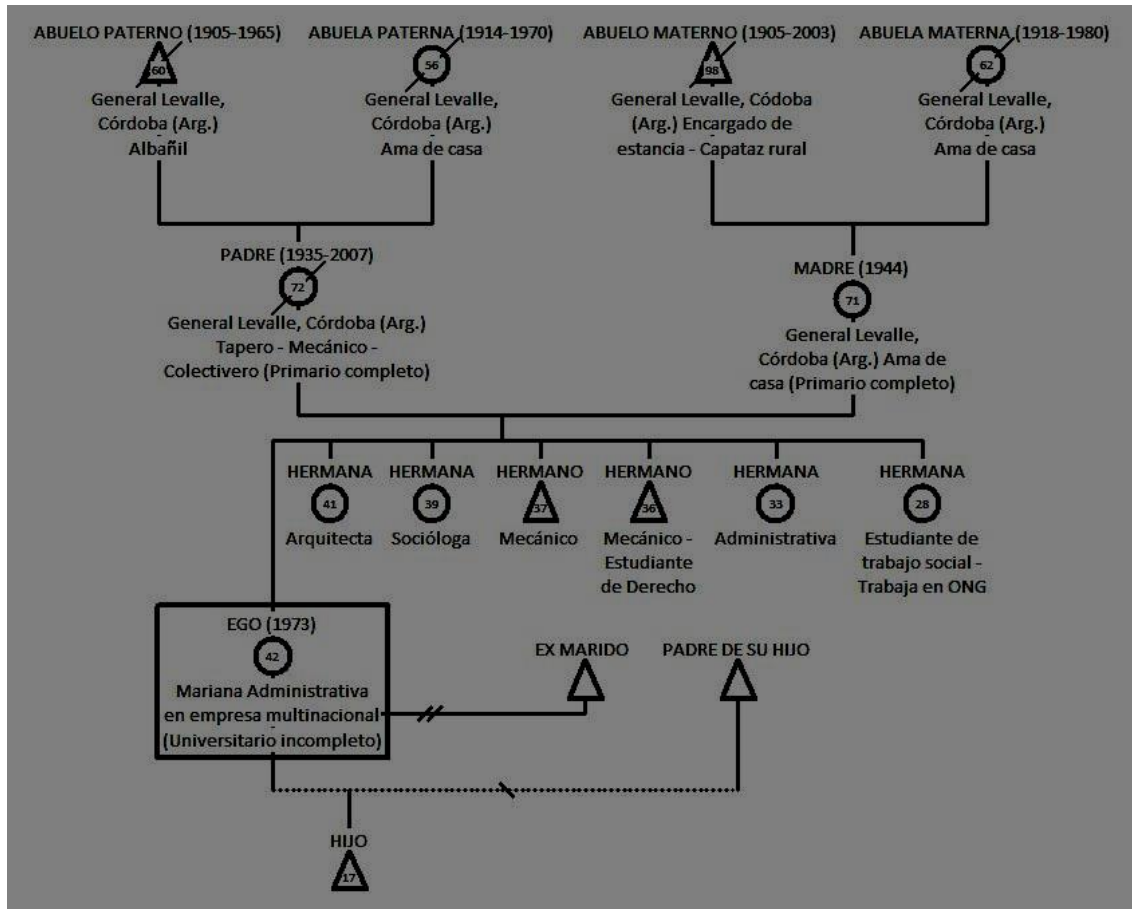 ABUELO PATERNO (1905-1965)
60
General Levalle,
Córdoba (Arg.)
Albañil
ABUELA PATERNA (1914-1970)
56
General Levalle,
Córdoba (Arg.)
Ama de casa
ABUELO MATERNO (1905-2003)
98
General Levalle, Códoba
(Arg.) Encargado de
estancia - Capataz rural
ABUELA MATERNA (1918-1980)
62
General Levalle,
Córdoba (Arg.)
Ama de casa
PADRE (1935-2007)
72
General Levalle, Córdoba (Arg.)
Tapero - Mecánico -
Colectivero (Primario completo)
MADRE (1944)
71
General Levalle,
Córdoba (Arg.) Ama de
casa (Primario completo)
HERMANA
41
Arquitecta
HERMANA
39
Socióloga
HERMANO
37
Mecánico
HERMANO
36
Mecánico -
Estudiante
de Derecho
HERMANA
33
Administrativa
HERMANA
28
Estudiante de
trabajo social -
Trabaja en ONG
EGO (1973)
42
Mariana Administrativa
en empresa multinacional
(Universitario incompleto)
EX MARIDO
PADRE DE SU HIJO
HIJO
17